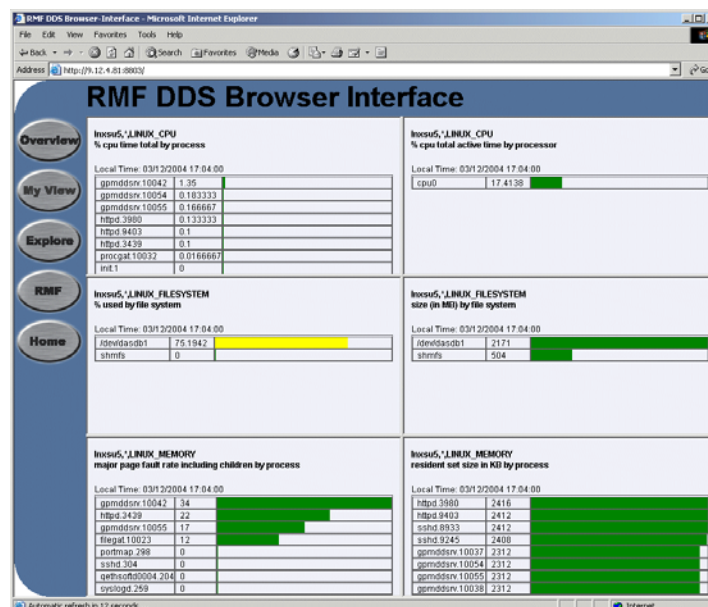 RMF DDS Browser-Interface - Microsoft Internet Explorer
File Edit View Favorites Tools Help
Back Search Favorites Media
Address http://9.12.4.81:8803/ Go
RMF DDS Browser Interface
Overview
My View
Explore
RMF
Home
lnxsu5,*,LINUX_CPU
% cpu time total by process
Local Time: 03/12/2004 17:04:00
gpmddsrv.10042 1.35
gpmddsrv.10054 0.183333
gpmddsrv.10055 0.166667
httpd.3980 0.133333
httpd.9403 0.1
httpd.3439 0.1
procgat.10032 0.0166667
init.1 0
lnxsu5,*,LINUX_CPU
% cpu total active time by processor
Local Time: 03/12/2004 17:04:00
cpu0 17.4138
lnxsu5,*,LINUX_FILESYSTEM
% used by file system
Local Time: 03/12/2004 17:04:00
/dev/dasdb1 75.1942
shmfs 0
lnxsu5,*,LINUX_FILESYSTEM
size (in MB) by file system
Local Time: 03/12/2004 17:04:00
/dev/dasdb1 2171
shmfs 504
lnxsu5,*,LINUX_MEMORY
major page fault rate including children by process
Local Time: 03/12/2004 17:04:00
gpmddsrv.10042 34
httpd.3439 22
gpmddsrv.10055 17
filegat.10023 12
portmap.298 0
sshd.304 0
qethsoftd0004.204 0
syslogd.259 0
lnxsu5,*,LINUX_MEMORY
resident set size in KB by process
Local Time: 03/12/2004 17:04:00
httpd.3980 2416
httpd.9403 2412
sshd.8933 2412
sshd.9245 2408
gpmddsrv.10037 2312
gpmddsrv.10054 2312
gpmddsrv.10055 2312
gpmddsrv.10038 2312
Automatic refresh in 12 seconds Internet